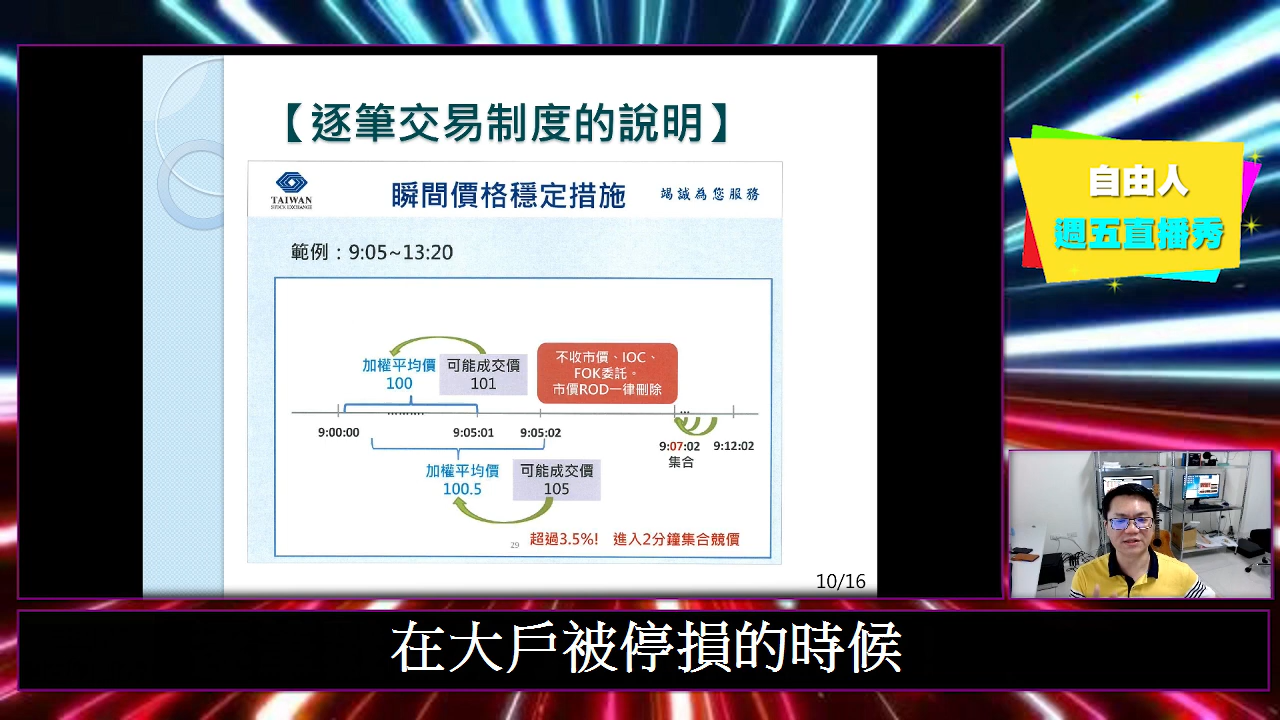 【逐筆交易制度的說明】
TAIWAN
STOCK EXCHANGE
瞬間價格穩定措施
竭誠為您服務
範例：9:05~13:20
加權平均價
100
可能成交價
101
不收市價、IOC、
FOK委託。
市價ROD一律刪除
.........
...
9:00:00
9:05:01
9:05:02
9:07:02
集合
9:12:02
加權平均價
100.5
可能成交價
105
29
超過3.5%! 進入2分鐘集合競價
10/16
自由人
週五直播秀
在大戶被停損的時候